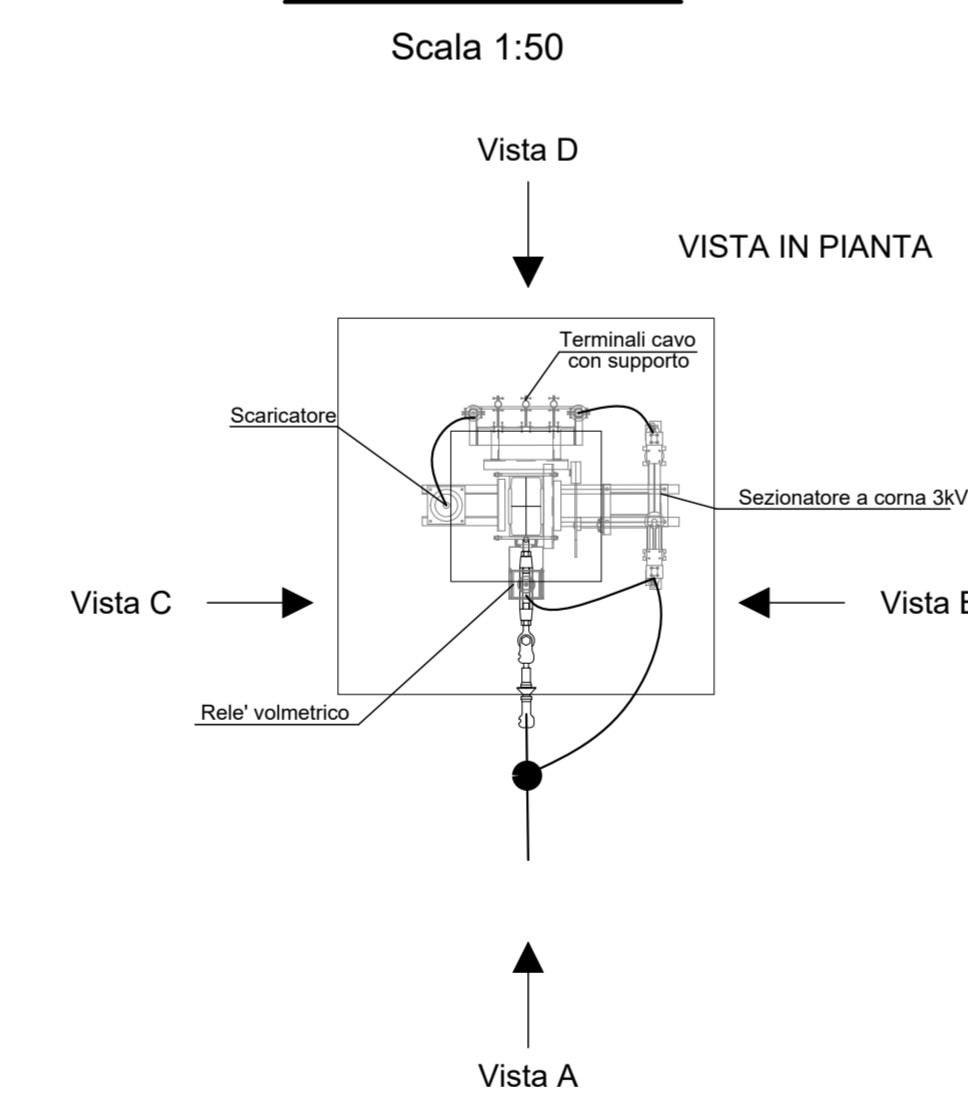 Scala 1:50
Vista D
VISTA IN PIANTA
Terminali cavo
con supporto
Scaricatore
Sezionatore a corna 3kV
Vista C
Vista
Rele' volmetrico
Vista A